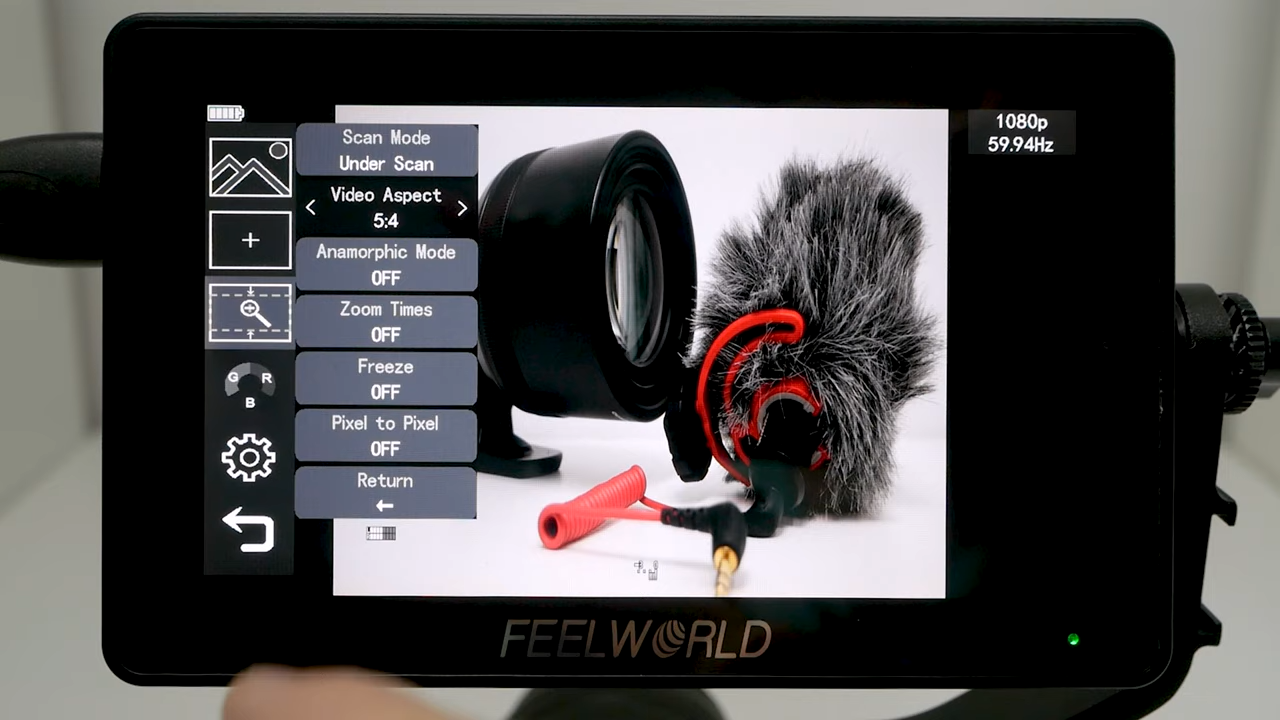 Scan Mode
Under Scan
Video Aspect
< 5:4 >
Anamorphic Mode
OFF
Zoom Times
OFF
Freeze
OFF
Pixel to Pixel
OFF
Return
1080p
59.94Hz
G R
B
FEELWORLD